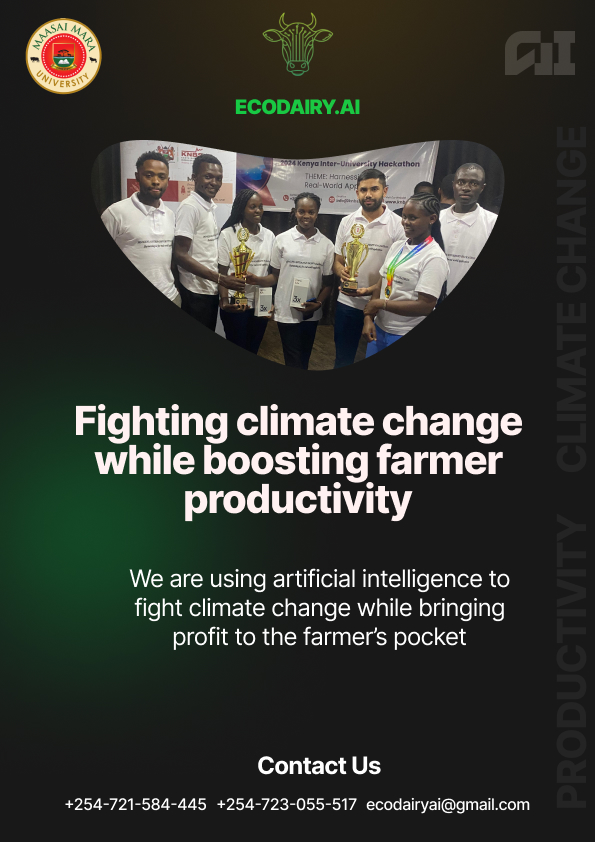 MAASAI MARA
UNIVERSITY
AI
ECODAIRY.AI
KNBS
2024 Kenya Inter-University Hackathon
THEME: Harness
Real-World App
Fighting climate change
while boosting farmer
productivity
We are using artificial intelligence to
fight climate change while bringing
profit to the farmer’s pocket
PRODUCTIVITY CLIMATE CHANGE
Contact Us
+254-721-584-445 +254-723-055-517 ecodairyai@gmail.com